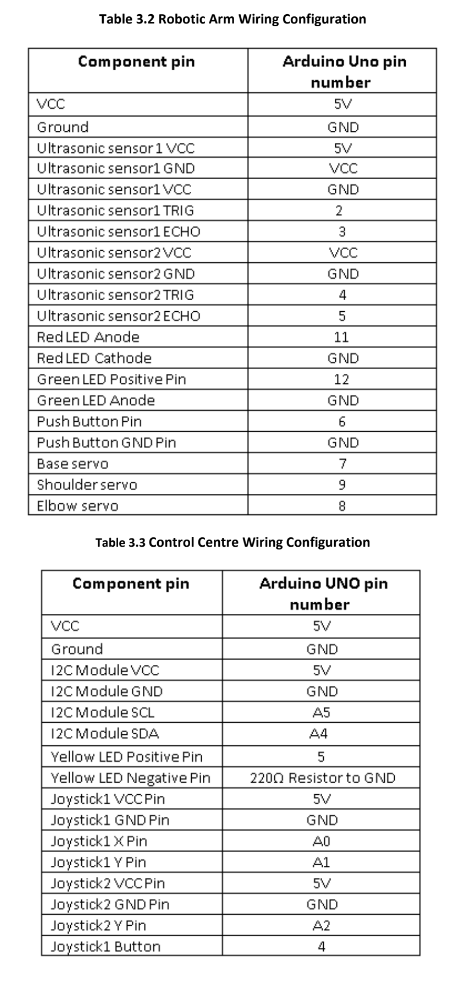 Table 3.2 Robotic Arm Wiring Configuration
Component pin Arduino Uno pin
number
VCC 5V
Ground GND
Ultrasonic sensor1 VCC 5V
Ultrasonic sensor1 GND VCC
Ultrasonic sensor1 VCC GND
Ultrasonic sensor1 TRIG 2
Ultrasonic sensor1 ECHO 3
Ultrasonic sensor2 VCC VCC
Ultrasonic sensor2 GND GND
Ultrasonic sensor2 TRIG 4
Ultrasonic sensor2 ECHO 5
Red LED Anode 11
Red LED Cathode GND
Green LED Positive Pin 12
Green LED Anode GND
Push Button Pin 6
Push Button GND Pin GND
Base servo 7
Shoulder servo 9
Elbow servo 8
Table 3.3 Control Centre Wiring Configuration
Component pin Arduino UNO pin
number
VCC 5V
Ground GND
I2C Module VCC 5V
I2C Module GND GND
I2C Module SCL A5
I2C Module SDA A4
Yellow LED Positive Pin 5
Yellow LED Negative Pin 220Ω Resistor to GND
Joystick1 VCC Pin 5V
Joystick1 GND Pin GND
Joystick1 X Pin A0
Joystick1 Y Pin A1
Joystick2 VCC Pin 5V
Joystick2 GND Pin GND
Joystick2 Y Pin A2
Joystick1 Button 4